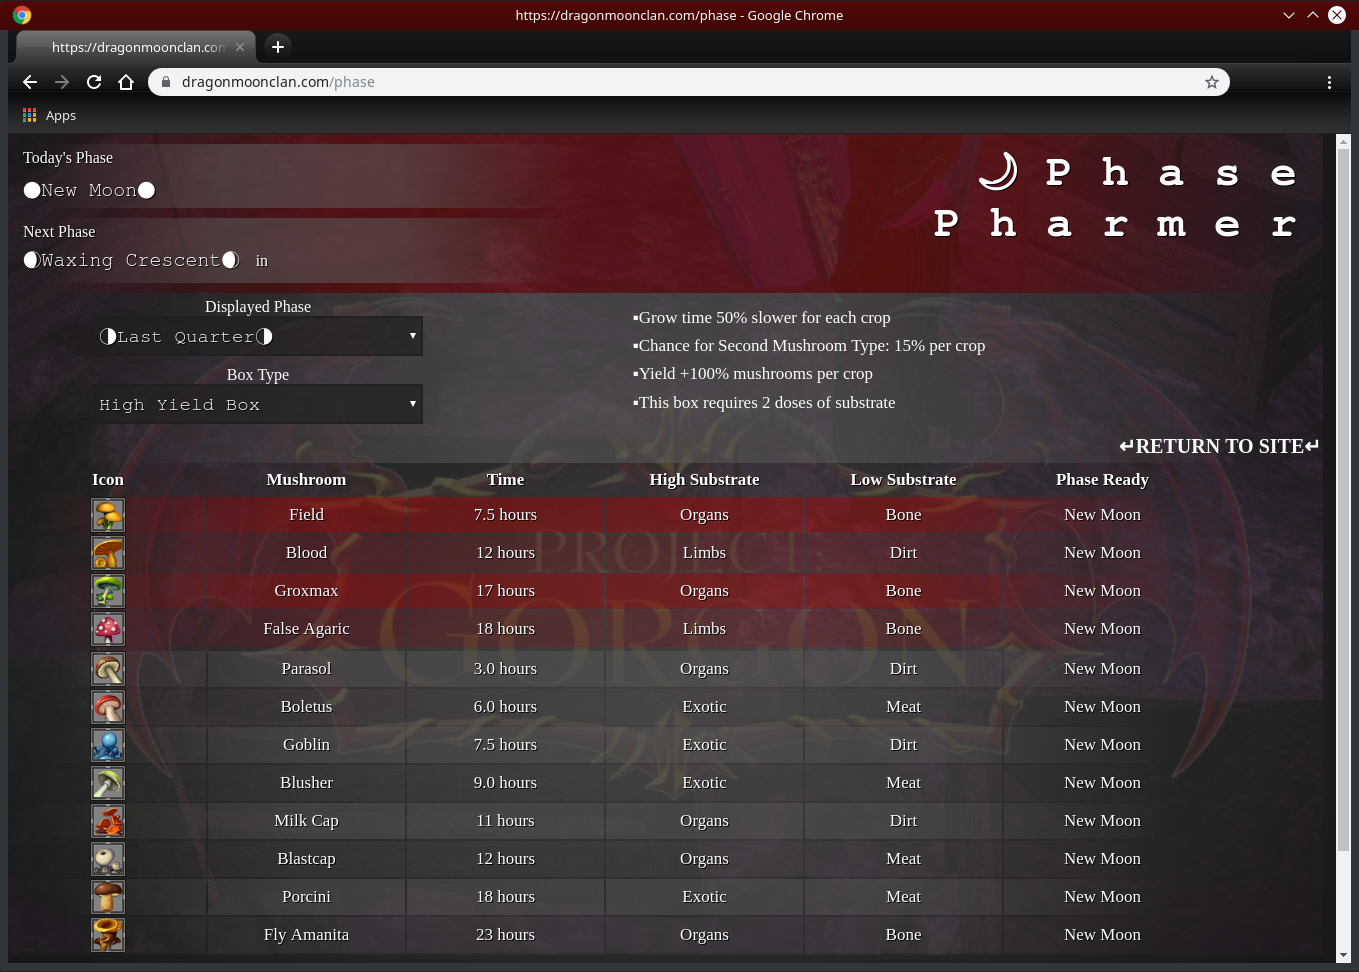 https://dragonmoonclan.com/phase - Google Chrome
https://dragonmoonclan.con
dragonmoonclan.com/phase
Apps
Today's Phase
🌑New Moon🌑
Next Phase
🌒Waxing Crescent🌒 in
🌙 Phase
Pharmer
Displayed Phase
🌗Last Quarter🌗
Box Type
High Yield Box
▪Grow time 50% slower for each crop
▪Chance for Second Mushroom Type: 15% per crop
▪Yield +100% mushrooms per crop
▪This box requires 2 doses of substrate
↵RETURN TO SITE↵
Icon Mushroom Time High Substrate Low Substrate Phase Ready
Field 7.5 hours Organs Bone New Moon
Blood 12 hours Limbs Dirt New Moon
Groxmax 17 hours Organs Bone New Moon
False Agaric 18 hours Limbs Bone New Moon
Parasol 3.0 hours Organs Dirt New Moon
Boletus 6.0 hours Exotic Meat New Moon
Goblin 7.5 hours Exotic Dirt New Moon
Blusher 9.0 hours Exotic Meat New Moon
Milk Cap 11 hours Organs Dirt New Moon
Blastcap 12 hours Organs Meat New Moon
Porcini 18 hours Exotic Meat New Moon
Fly Amanita 23 hours Organs Bone New Moon
PROJECT:
GORGON